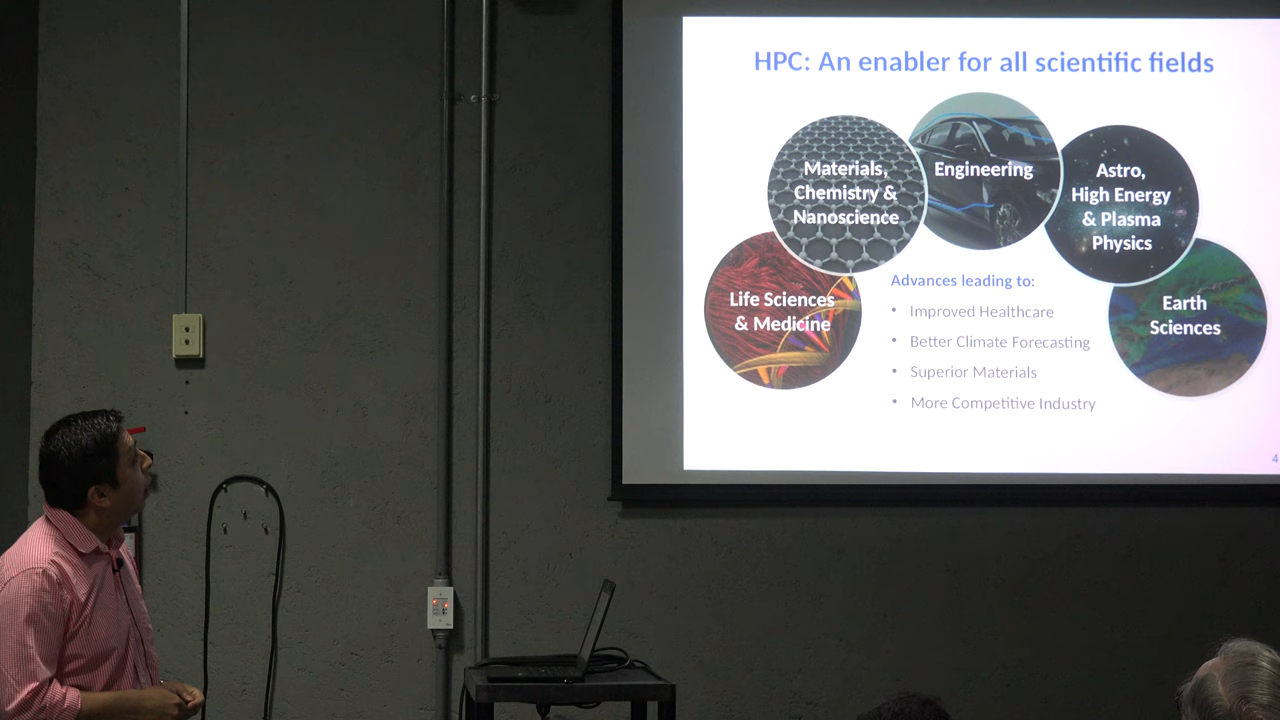 HPC: An enabler for all scientific fields
Materials,
Chemistry &
Nanoscience
Engineering
Astro,
High Energy
& Plasma
Physics
Life Sciences
& Medicine
Earth
Sciences
Advances leading to:
• Improved Healthcare
• Better Climate Forecasting
• Superior Materials
• More Competitive Industry
4